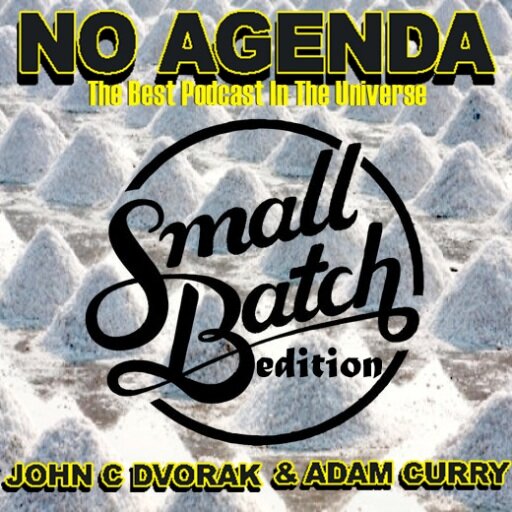 NO AGENDA
The Best Podcast In The Universe
Small
Batch
edition
JOHN C DVORAK & ADAM CURRY